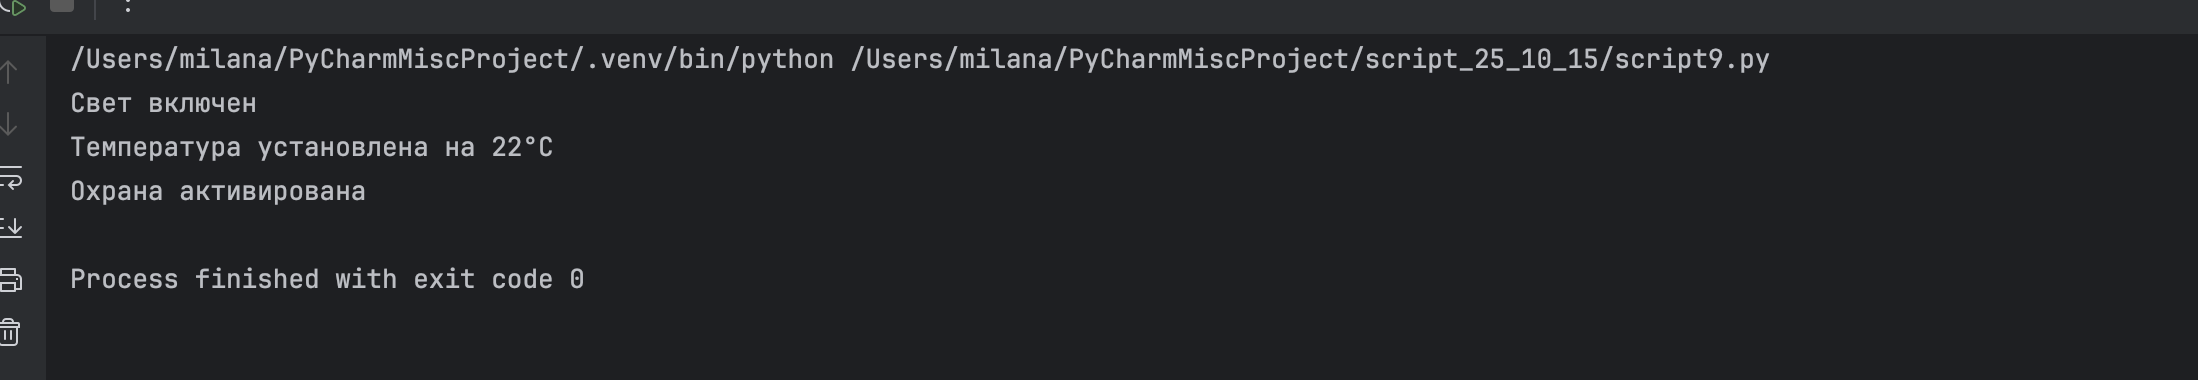 /Users/milana/PyCharmMiscProject/.venv/bin/python /Users/milana/PyCharmMiscProject/script_25_10_15/script9.py
Свет включен
Температура установлена на 22°C
Охрана активирована
Process finished with exit code 0